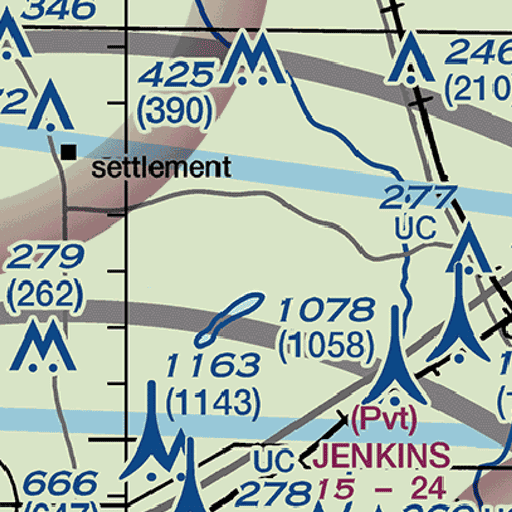 346
246
(210)
425
(390)
settlement
277
UC
279
(262)
1078
(1058)
1163
(1143)
(Pvt)
JENKINS
UC
15 - 24
278
666